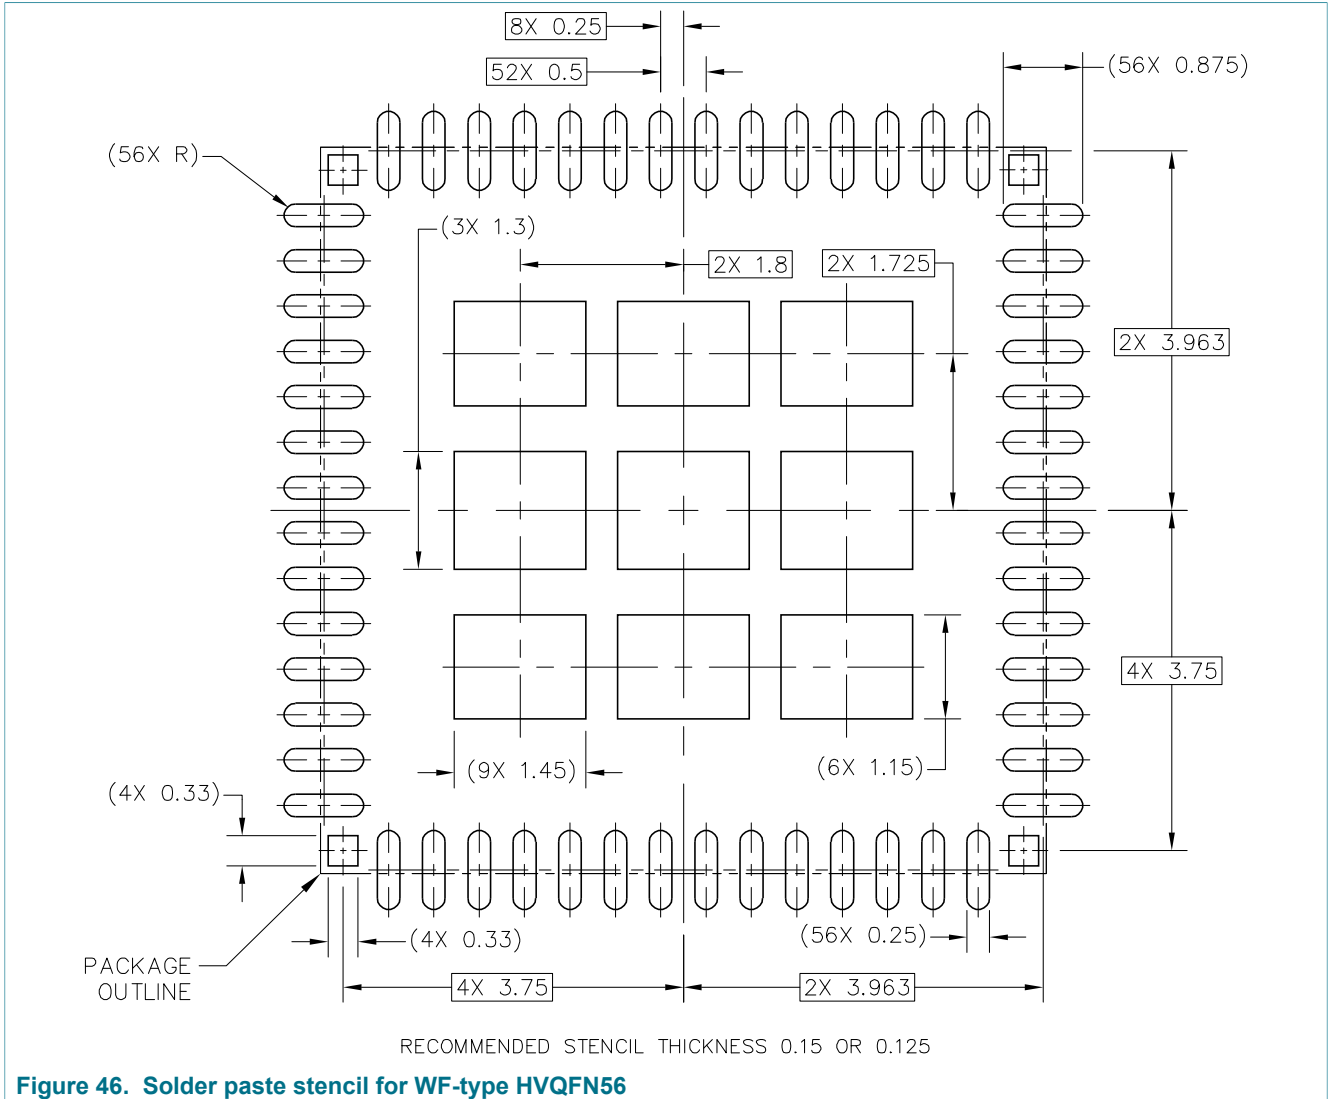 8X 0.25
52X 0.5
(56X 0.875)
(56X R)
(3X 1.3)
2X 1.8
2X 1.725
2X 3.963
4X 3.75
(9X 1.45)
(6X 1.15)
(4X 0.33)
(4X 0.33)
(56X 0.25)
PACKAGE
OUTLINE
4X 3.75
2X 3.963
RECOMMENDED STENCIL THICKNESS 0.15 OR 0.125
Figure 46. Solder paste stencil for WF-type HVQFN56